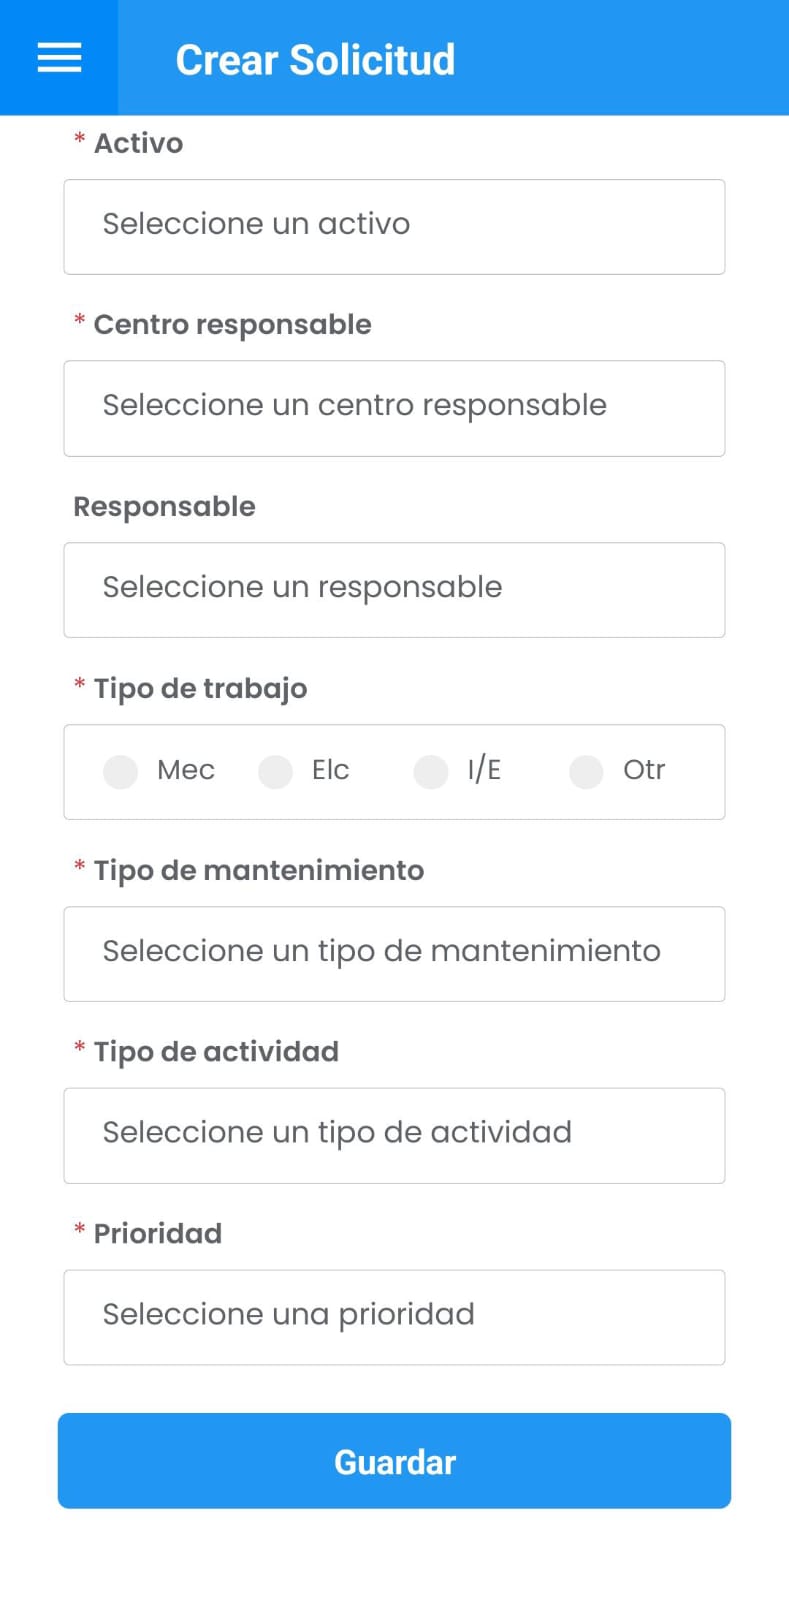 Crear Solicitud
* Activo
Seleccione un activo
* Centro responsable
Seleccione un centro responsable
Responsable
Seleccione un responsable
* Tipo de trabajo
Mec Elc I/E Otr
* Tipo de mantenimiento
Seleccione un tipo de mantenimiento
* Tipo de actividad
Seleccione un tipo de actividad
* Prioridad
Seleccione una prioridad
Guardar